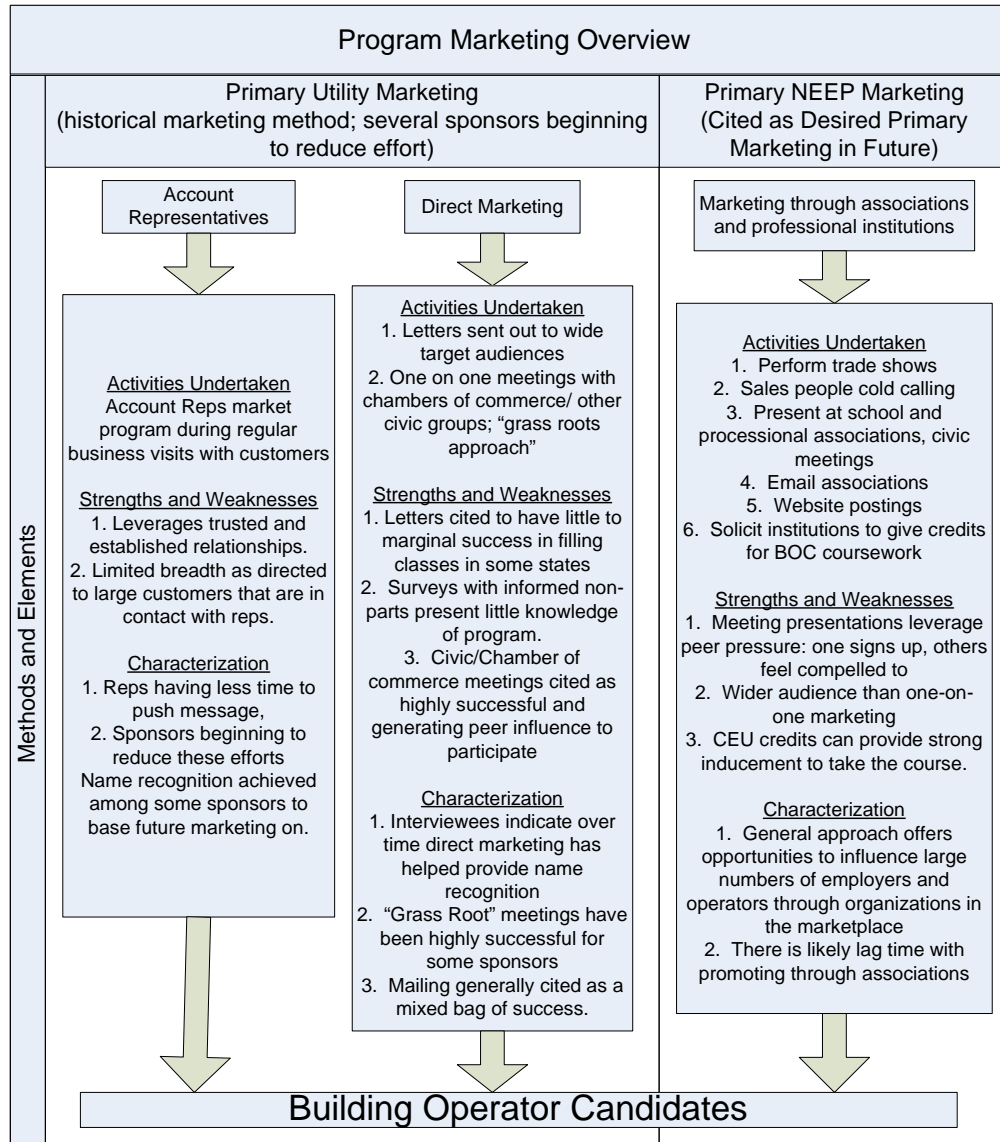 Program Marketing Overview
Methods and Elements
Primary Utility Marketing
(historical marketing method; several sponsors beginning
to reduce effort)
Primary NEEP Marketing
(Cited as Desired Primary
Marketing in Future)
Account
Representatives
Activities Undertaken
Account Reps market
program during regular
business visits with customers
Strengths and Weaknesses
1. Leverages trusted and
established relationships.
2. Limited breadth as directed
to large customers that are in
contact with reps.
Characterization
1. Reps having less time to
push message,
2. Sponsors beginning to
reduce these efforts
Name recognition achieved
among some sponsors to
base future marketing on.
Direct Marketing
Activities Undertaken
1. Letters sent out to wide
target audiences
2. One on one meetings with
chambers of commerce/ other
civic groups; “grass roots
approach”
Strengths and Weaknesses
1. Letters cited to have little to
marginal success in filling
classes in some states
2. Surveys with informed non-
parts present little knowledge
of program.
3. Civic/Chamber of
commerce meetings cited as
highly successful and
generating peer influence to
participate
Characterization
1. Interviewees indicate over
time direct marketing has
helped provide name
recognition
2. “Grass Root” meetings have
been highly successful for
some sponsors
3. Mailing generally cited as a
mixed bag of success.
Marketing through associations
and professional institutions
Activities Undertaken
1. Perform trade shows
2. Sales people cold calling
3. Present at school and
processional associations, civic
meetings
4. Email associations
5. Website postings
6. Solicit institutions to give credits
for BOC coursework
Strengths and Weaknesses
1. Meeting presentations leverage
peer pressure: one signs up, others
feel compelled to
2. Wider audience than one-on-
one marketing
3. CEU credits can provide strong
inducement to take the course.
Characterization
1. General approach offers
opportunities to influence large
numbers of employers and
operators through organizations in
the marketplace
2. There is likely lag time with
promoting through associations
Building Operator Candidates